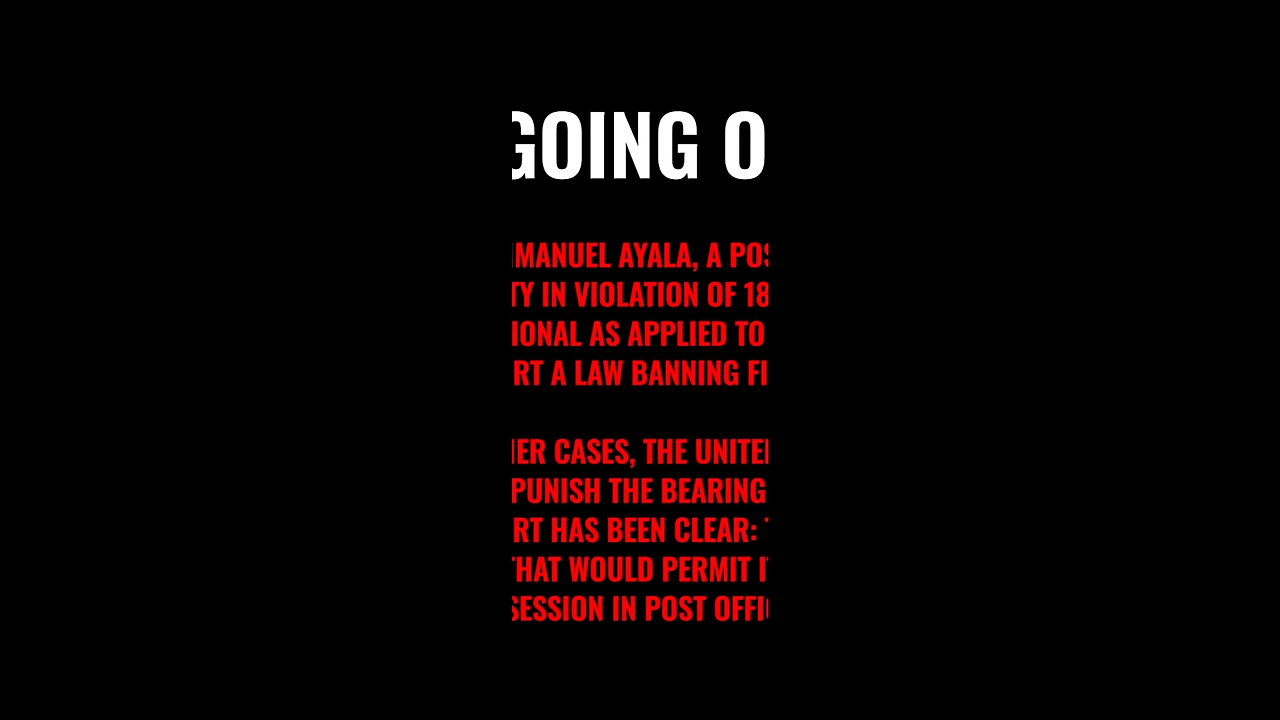 GOING O
MANUEL AYALA, A POS
TY IN VIOLATION OF 18
IONAL AS APPLIED TO
RT A LAW BANNING FI
ER CASES, THE UNITE
PUNISH THE BEARING
RT HAS BEEN CLEAR:
THAT WOULD PERMIT I
SESSION IN POST OFFI